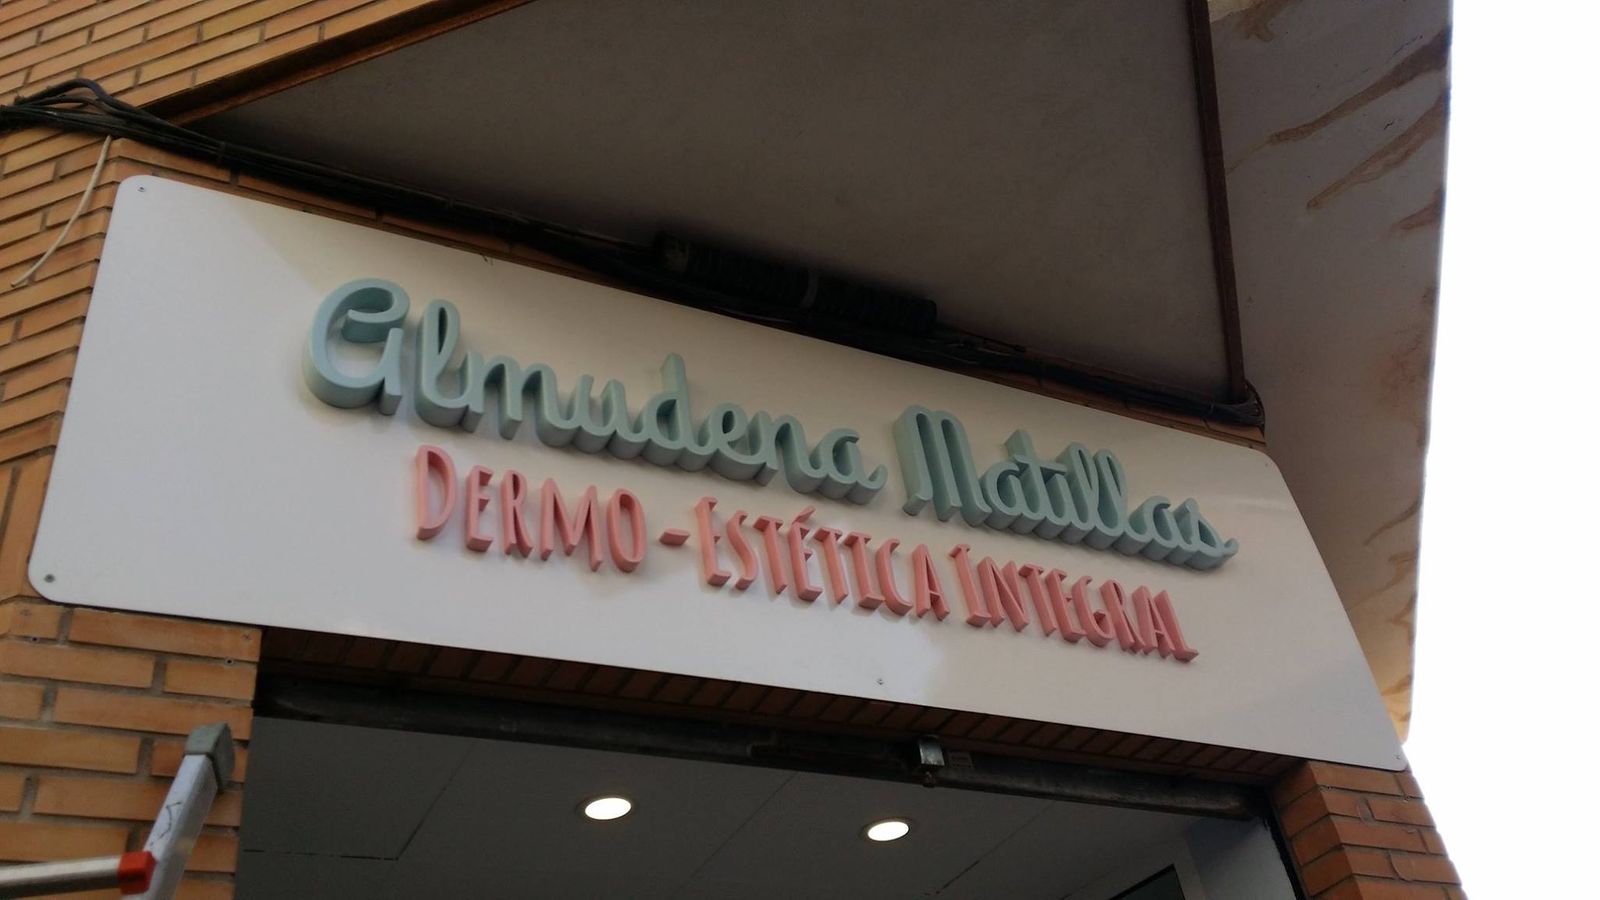 Almudena Matillas
DERMO - ESTÉTICA INTEGRAL